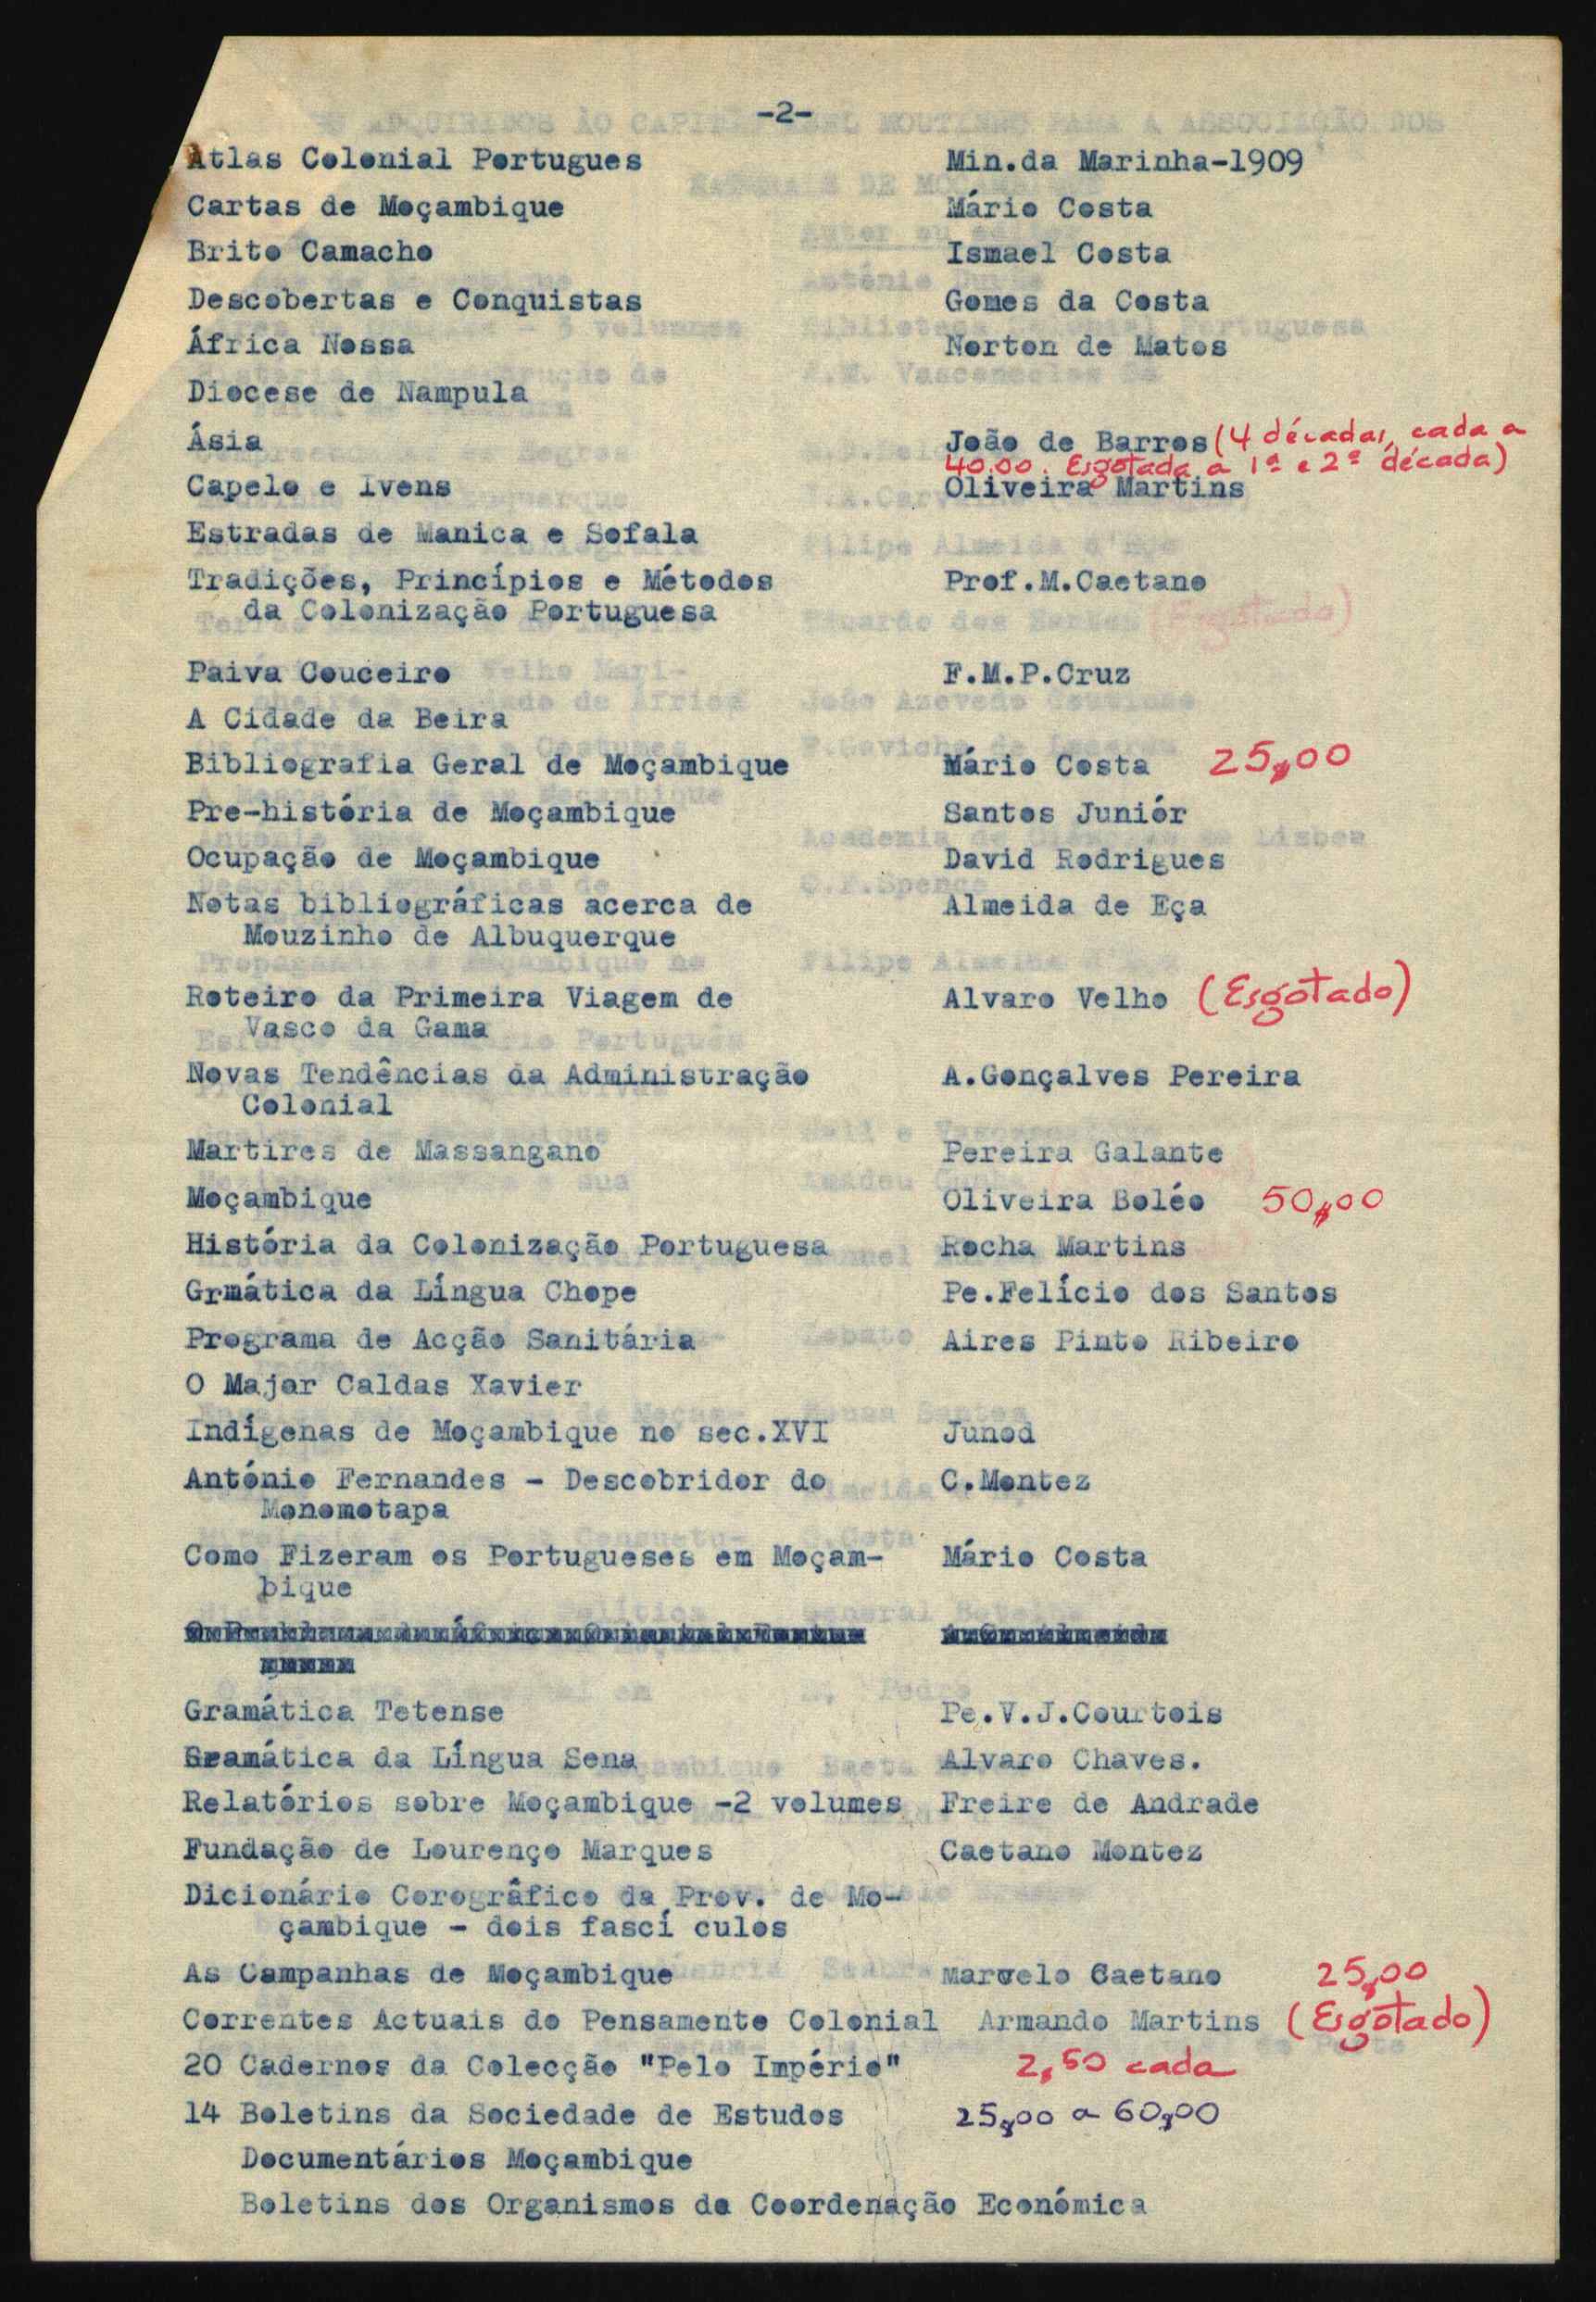 -2-
Atlas Colonial Portugues Min.da Marinha-1909
Cartas de Moçambique Mário Costa
Brito Camacho Ismael Costa
Descobertas e Conquistas Gomes da Costa
África Nossa Norton de Matos
Diocese de Nampula
Ásia João de Barros (4 décadas, cada a
40.00. Esgotada a 1ª e 2ª década)
Capelo e Ivens Oliveira Martins
Estradas de Manica e Sofala
Tradições, Princípios e Métodos Prof.M.Caetano
da Colonização Portuguesa
Paiva Couceiro F.M.P.Cruz
A Cidade da Beira
Bibliografia Geral de Moçambique Mário Costa 25$00
Pre-história de Moçambique Santos Juniór
Ocupação de Moçambique David Rodrigues
Notas bibliográficas acerca de Almeida de Eça
Mouzinho de Albuquerque
Roteiro da Primeira Viagem de Alvaro Velho (Esgotado)
Vasco da Gama
Novas Tendências da Administração A.Gonçalves Pereira
Colonial
Martires de Massangano Pereira Galante
Moçambique Oliveira Boléo 50$00
História da Colonização Portuguesa Rocha Martins
Grmática da Língua Chope Pe.Felício dos Santos
Programa de Acção Sanitária Aires Pinto Ribeiro
O Major Caldas Xavier
Indígenas de Moçambique no sec.XVI Junod
António Fernandes - Descobridor do C.Montez
Monomotapa
Como Fizeram os Portugueses em Moçam- Mário Costa
bique
Gramática Tetense Pe.V.J.Courtois
Gramática da Língua Sena Alvaro Chaves.
Relatórios sobre Moçambique -2 volumes Freire de Andrade
Fundação de Lourenço Marques Caetano Montez
Dicionário Corográfico da Prov. de Mo-
çambique - dois fascí culos
As Campanhas de Moçambique Marcelo Caetano 25$00
Correntes Actuais do Pensamento Colonial Armando Martins (Esgotado)
20 Cadernos da Colecção "Pelo Império" 2$50 cada
14 Boletins da Sociedade de Estudos 25$00 a 60$00
Documentários Moçambique
Boletins dos Organismos da Coordenação Económica